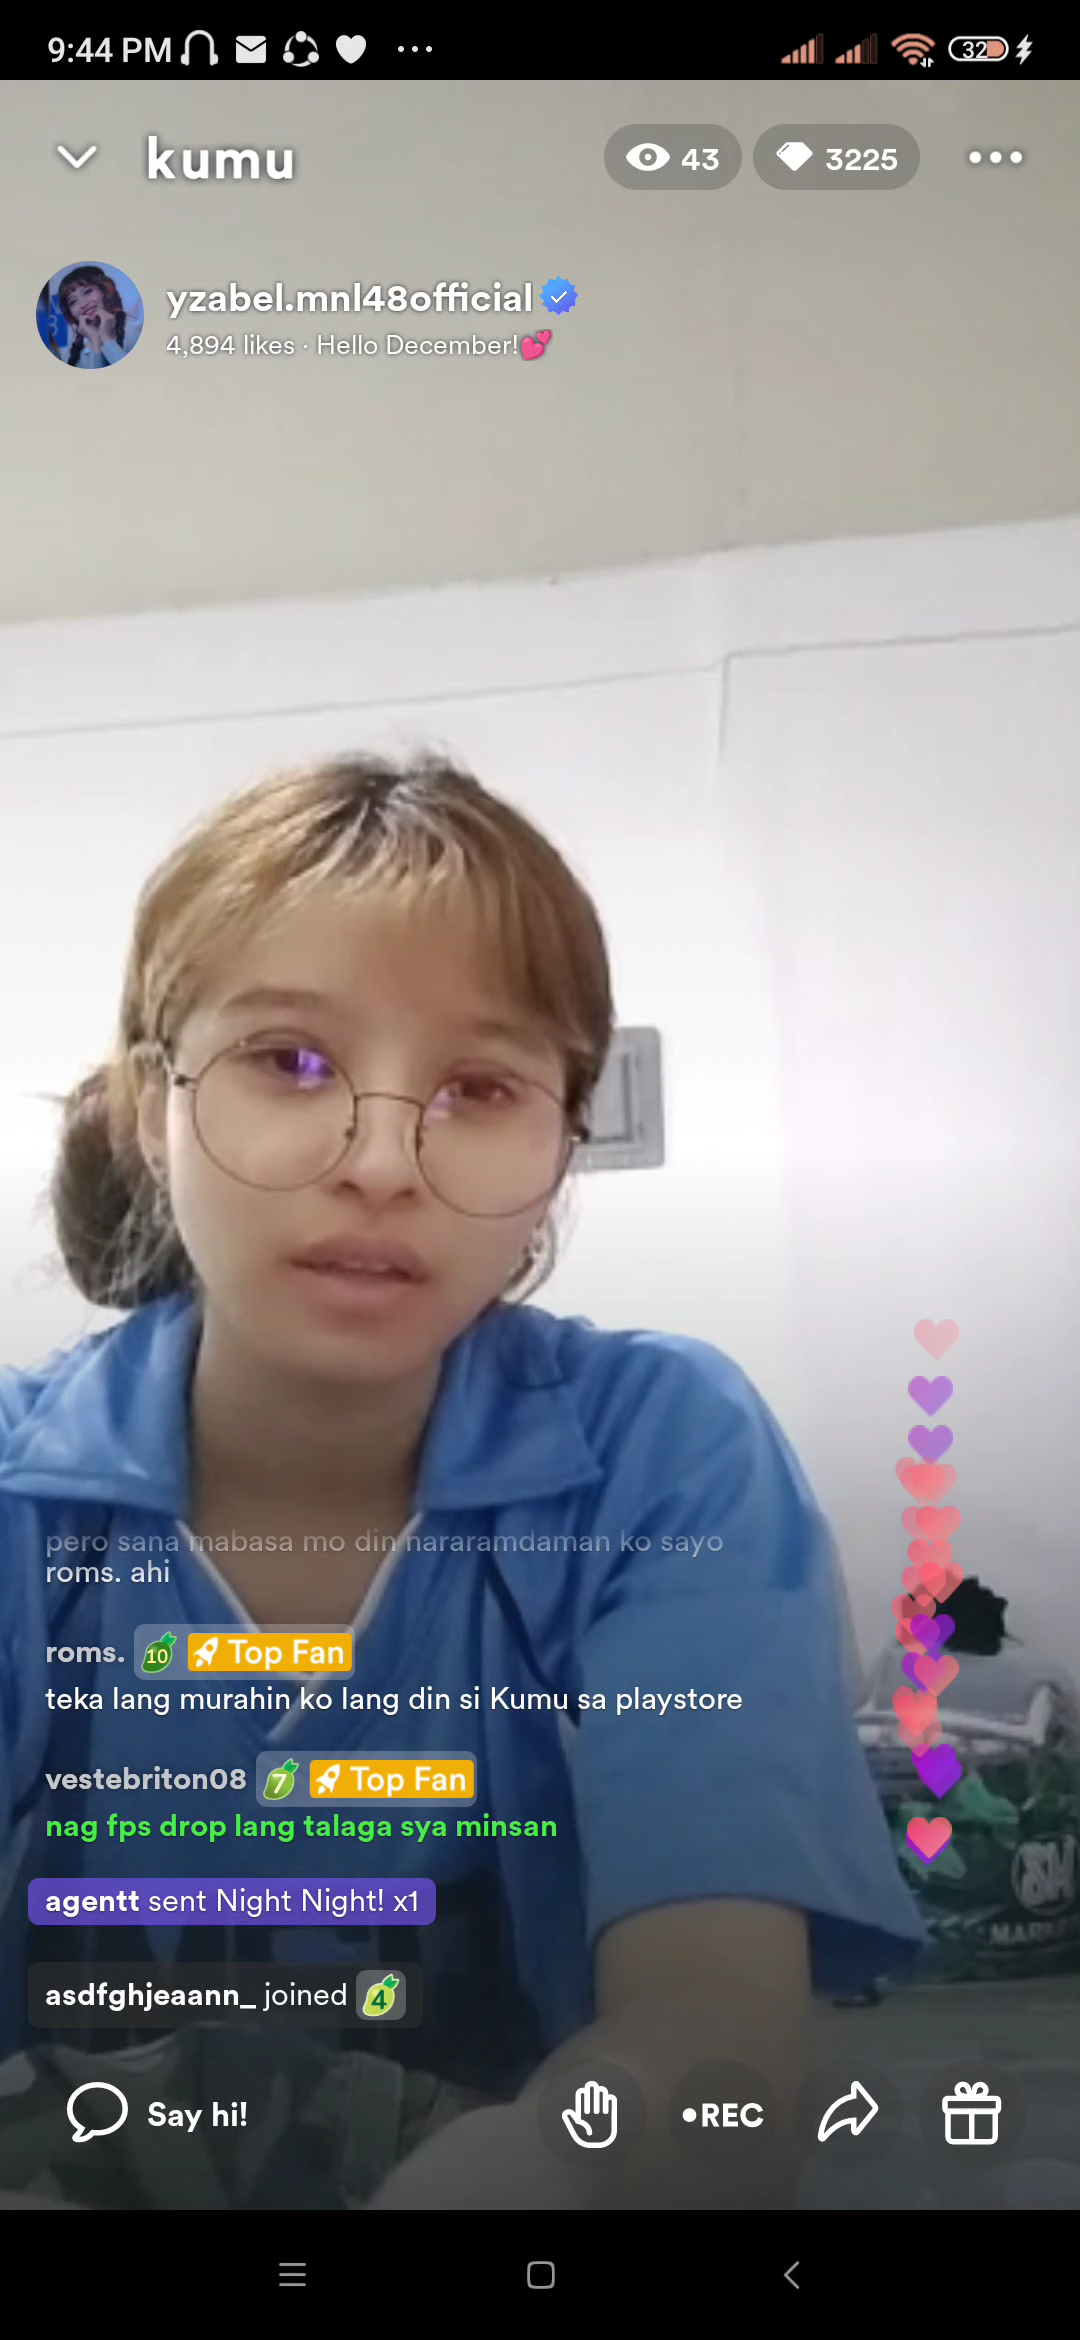 9:44 PM
32
kumu
43
3225
yzabel.mnl48official
4,894 likes · Hello December!💕
pero sana mabasa mo din nararamdaman ko sayo
roms. ahi
roms. 10 Top Fan
teka lang murahin ko lang din si Kumu sa playstore
vestebriton08 7 Top Fan
nag fps drop lang talaga sya minsan
agentt sent Night Night! x1
asdfghjeaann_ joined 4
SM
Say hi!
•REC